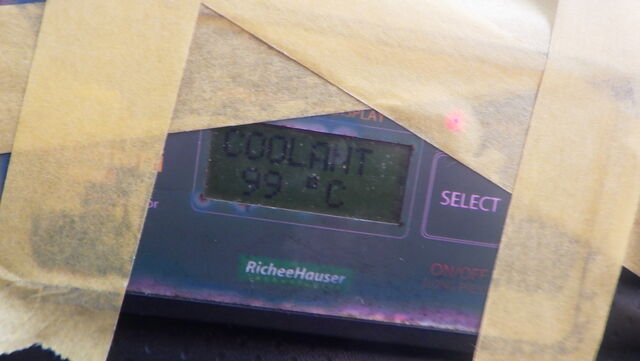 COOLANT
99 °C
SELECT
RicheeHauser
ON/OFF